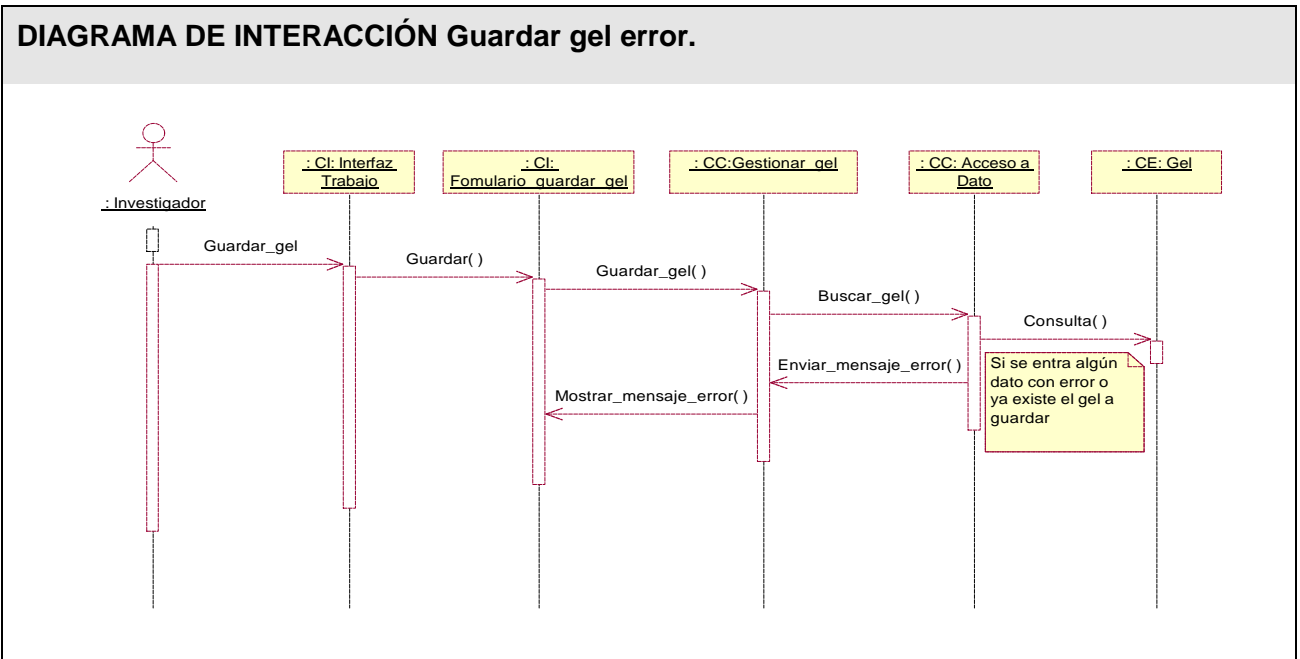 DIAGRAMA DE INTERACCIÓN Guardar gel error.
: Investigador
: CI: Interfaz
Trabajo
: CI:
Fomulario_guardar_gel
: CC:Gestionar_gel
: CC: Acceso a
Dato
: CE: Gel
Guardar_gel
Guardar( )
Guardar_gel( )
Buscar_gel( )
Consulta( )
Enviar_mensaje_error( )
Mostrar_mensaje_error( )
Si se entra algún
dato con error o
ya existe el gel a
guardar